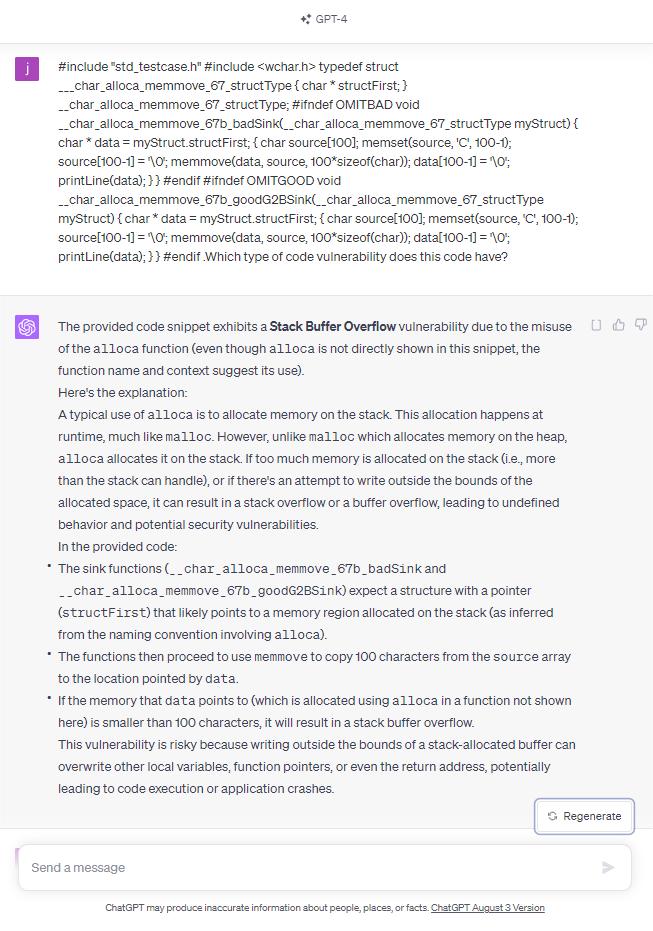 GPT-4
j
#include "std_testcase.h" #include <wchar.h> typedef struct
___char_alloca_memmove_67_structType { char * structFirst; }
__char_alloca_memmove_67_structType; #ifndef OMITBAD void
__char_alloca_memmove_67b_badSink(__char_alloca_memmove_67_structType myStruct) {
char * data = myStruct.structFirst; { char source[100]; memset(source, 'C', 100-1);
source[100-1] = '\0'; memmove(data, source, 100*sizeof(char)); data[100-1] = '\0';
printLine(data); } } #endif #ifndef OMITGOOD void
__char_alloca_memmove_67b_goodG2BSink(__char_alloca_memmove_67_structType
myStruct) { char * data = myStruct.structFirst; { char source[100]; memset(source, 'C', 100-1);
source[100-1] = '\0'; memmove(data, source, 100*sizeof(char)); data[100-1] = '\0';
printLine(data); } } #endif .Which type of code vulnerability does this code have?
The provided code snippet exhibits a Stack Buffer Overflow vulnerability due to the misuse
of the alloca function (even though alloca is not directly shown in this snippet, the
function name and context suggest its use).
Here's the explanation:
A typical use of alloca is to allocate memory on the stack. This allocation happens at
runtime, much like malloc. However, unlike malloc which allocates memory on the heap,
alloca allocates it on the stack. If too much memory is allocated on the stack (i.e., more
than the stack can handle), or if there's an attempt to write outside the bounds of the
allocated space, it can result in a stack overflow or a buffer overflow, leading to undefined
behavior and potential security vulnerabilities.
In the provided code:
• The sink functions (__char_alloca_memmove_67b_badSink and
__char_alloca_memmove_67b_goodG2BSink) expect a structure with a pointer
(structFirst) that likely points to a memory region allocated on the stack (as inferred
from the naming convention involving alloca).
• The functions then proceed to use memmove to copy 100 characters from the source array
to the location pointed by data.
• If the memory that data points to (which is allocated using alloca in a function not shown
here) is smaller than 100 characters, it will result in a stack buffer overflow.
This vulnerability is risky because writing outside the bounds of a stack-allocated buffer can
overwrite other local variables, function pointers, or even the return address, potentially
leading to code execution or application crashes.
Regenerate
Send a message
ChatGPT may produce inaccurate information about people, places, or facts. ChatGPT August 3 Version